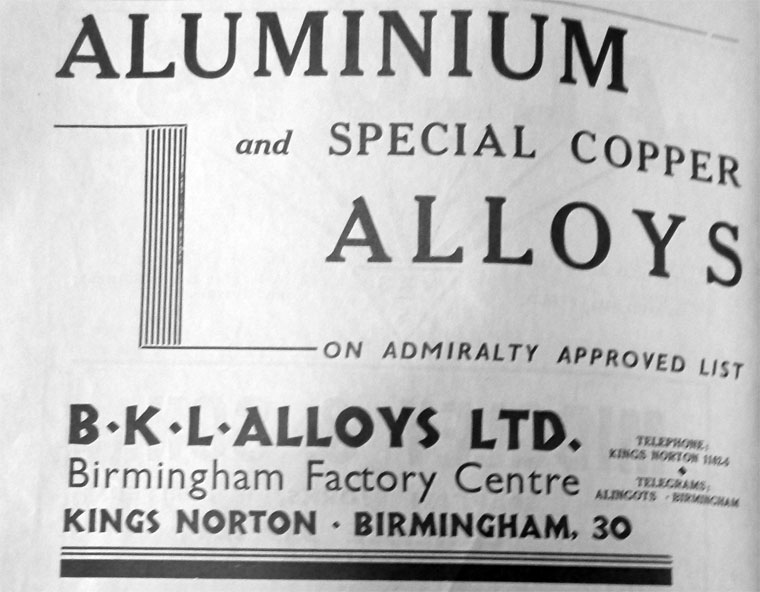 ALUMINIUM
and SPECIAL COPPER
ALLOYS
ON ADMIRALTY APPROVED LIST
B·K·L·ALLOYS LTD.
Birmingham Factory Centre
KINGS NORTON · BIRMINGHAM, 30
TELEPHONE:
KINGS NORTON
TELEGRAMS:
ALINGOTS · BIRMINGHAM